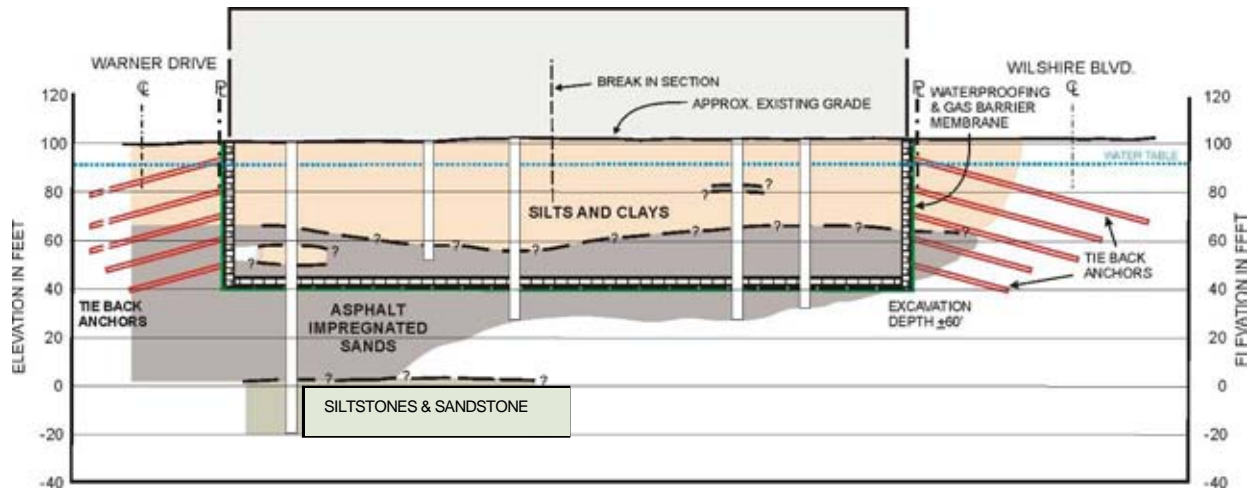 WARNER DRIVE
BREAK IN SECTION
APPROX. EXISTING GRADE
WATERPROOFING
& GAS BARRIER
MEMBRANE
WILSHIRE BLVD.
℄
℄
PL
PL
120
100
80
60
40
20
0
-20
-40
ELEVATION IN FEET
WATER TABLE
SILTS AND CLAYS
?
?
?
?
?
?
?
?
?
?
?
?
TIE BACK
ANCHORS
ASPHALT
IMPREGNATED
SANDS
EXCAVATION
DEPTH ±60'
TIE BACK
ANCHORS
?
?
?
SILTSTONES & SANDSTONE
120
100
80
60
40
20
0
-20
-40
ELEVATION IN FEET